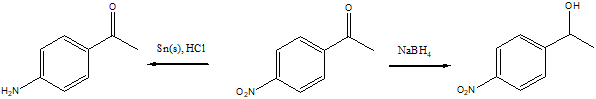 O
Sn(s), HCl
H₂N
O
NaBH₄
O₂N
OH
O₂N